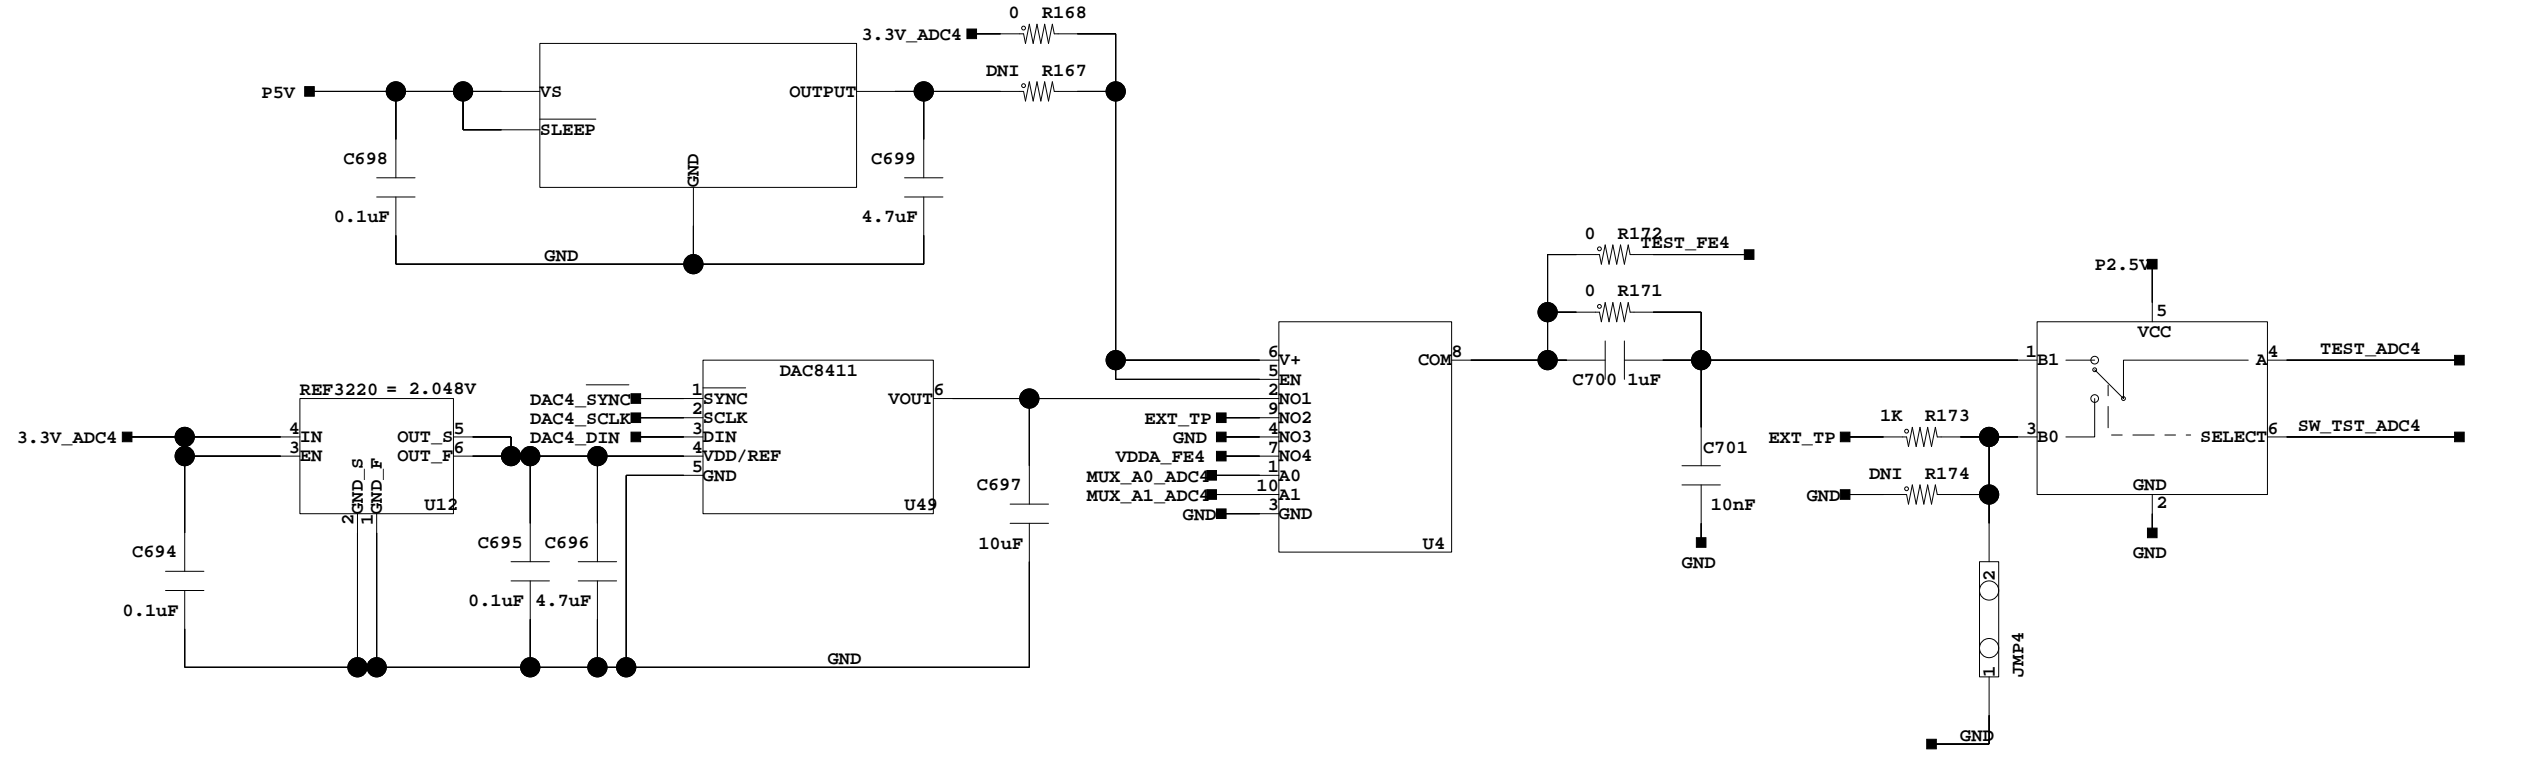 0 R168
3.3V_ADC4
DNI R167
P5V
VS
OUTPUT
SLEEP
GND
C698
0.1uF
C699
4.7uF
GND
0 R172
TEST_FE4
0 R171
P2.5V
5
VCC
REF3220 = 2.048V
3.3V_ADC4
4 IN
3 EN
OUT_S 5
OUT_F 6
2 GND_S
1 GND_F
U12
C694
0.1uF
C695
0.1uF
C696
4.7uF
DAC4_SYNC
DAC4_SCLK
DAC4_DIN
DAC8411
1 SYNC
2 SCLK
3 DIN
4 VDD/REF
5 GND
VOUT 6
U49
C697
10uF
GND
EXT_TP
GND
VDDA_FE4
MUX_A0_ADC4
MUX_A1_ADC4
GND
6 V+
5 EN
2 NO1
9 NO2
4 NO3
7 NO4
1 A0
10 A1
3 GND
COM 8
U4
C700 1uF
C701
10nF
GND
1 B1
3 B0
A 4
SELECT 6
TEST_ADC4
SW_TST_ADC4
GND
2
GND
1K R173
EXT_TP
DNI R174
GND
2
1
JMP4
GND